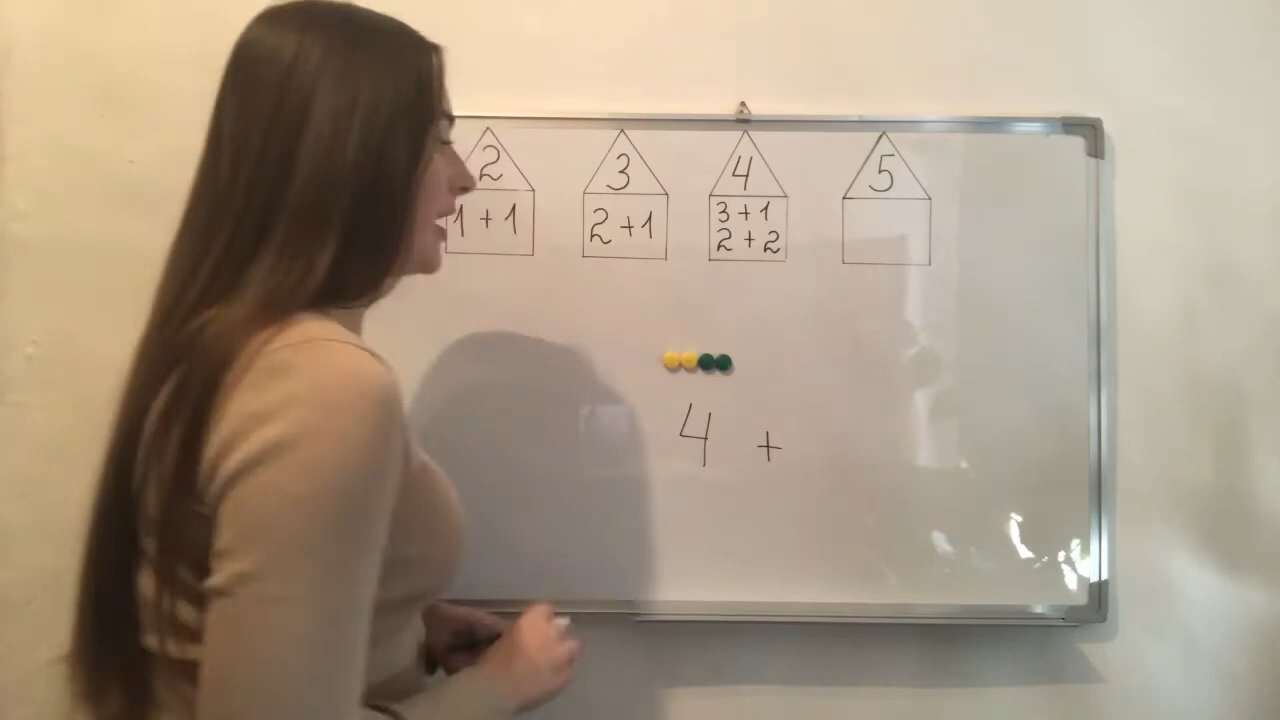 2 3 4 5
1 + 1
2 + 1
3 + 1
2 + 2
4 +